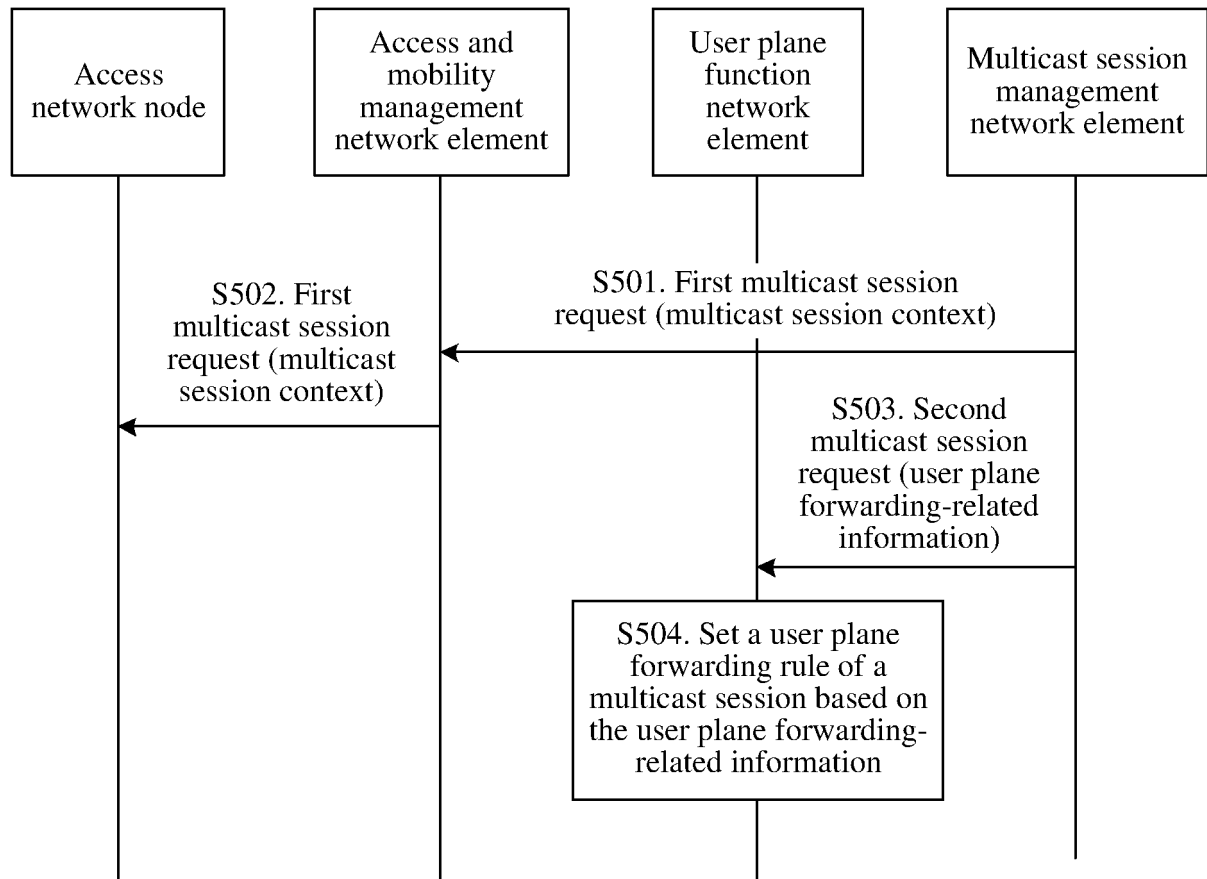 Access
network node
Access and
mobility
management
network element
User plane
function
network
element
Multicast session
management
network element
S501. First multicast session
request (multicast session context)
S502. First
multicast session
request (multicast
session context)
S503. Second
multicast session
request (user plane
forwarding-related
information)
S504. Set a user plane
forwarding rule of a
multicast session based on
the user plane forwarding-
related information